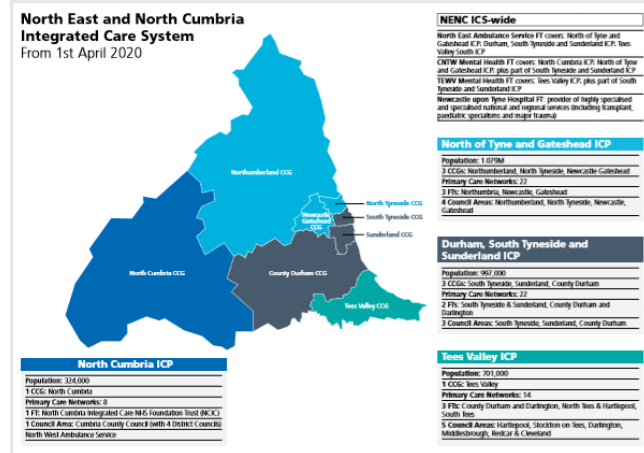 North East and North Cumbria
Integrated Care System
From 1st April 2020
Northumberland CCG
North Tyneside CCG
Newcastle
Gateshead
CCG
South Tyneside CCG
Sunderland CCG
North Cumbria CCG
County Durham CCG
Tees Valley CCG
North Cumbria ICP
Population: 324,000
1 CCG: North Cumbria
Primary Care Networks: 8
1 FT: North Cumbria Integrated Care NHS Foundation Trust (NCIC)
1 Council Area: Cumbria County Council (with 4 District Councils)
North West Ambulance Service
NENC ICS-wide
North East Ambulance Service FT covers: North of Tyne and
Gateshead ICP; Durham, South Tyneside and Sunderland ICP; Tees
Valley South ICP
CNTW Mental Health FT covers: North Cumbria ICP; North of Tyne
and Gateshead ICP; plus part of South Tyneside and Sunderland ICP
TEWV Mental Health FT covers: Tees Valley ICP; plus part of South
Tyneside and Sunderland ICP
Newcastle upon Tyne Hospital FT: provider of highly specialised
and specialised national and regional services (including transplant,
paediatric specialisms and major trauma)
North of Tyne and Gateshead ICP
Population: 1.079M
3 CCGs: Northumberland, North Tyneside, Newcastle Gateshead
Primary Care Networks: 22
3 FTs: Northumbria, Newcastle, Gateshead
4 Council Areas: Northumberland, North Tyneside, Newcastle,
Gateshead
Durham, South Tyneside and
Sunderland ICP
Population: 997,000
3 CCGs: South Tyneside, Sunderland, County Durham
Primary Care Networks: 22
2 FTs: South Tyneside & Sunderland, County Durham and
Darlington
3 Council Areas: South Tyneside, Sunderland, County Durham
Tees Valley ICP
Population: 701,000
1 CCG: Tees Valley
Primary Care Networks: 14
3 FTs: County Durham and Darlington, North Tees & Hartlepool,
South Tees
5 Council Areas: Hartlepool, Stockton on Tees, Darlington,
Middlesbrough, Redcar & Cleveland